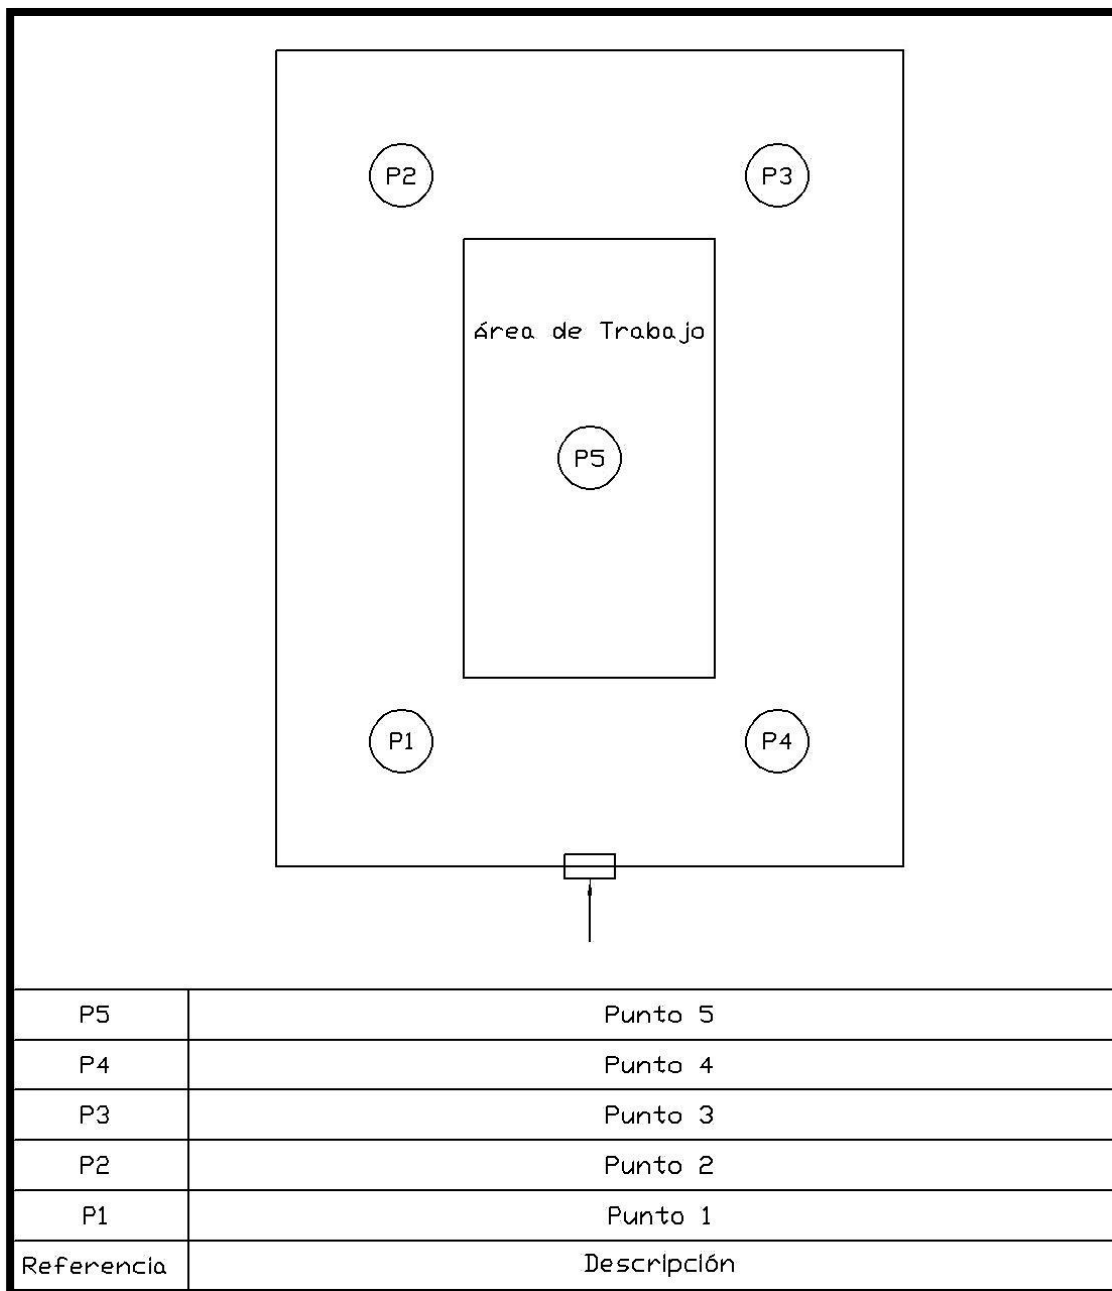 P2 P3
Área de Trabajo
P5
P1 P4
P5 Punto 5
P4 Punto 4
P3 Punto 3
P2 Punto 2
P1 Punto 1
Referencia Descripción